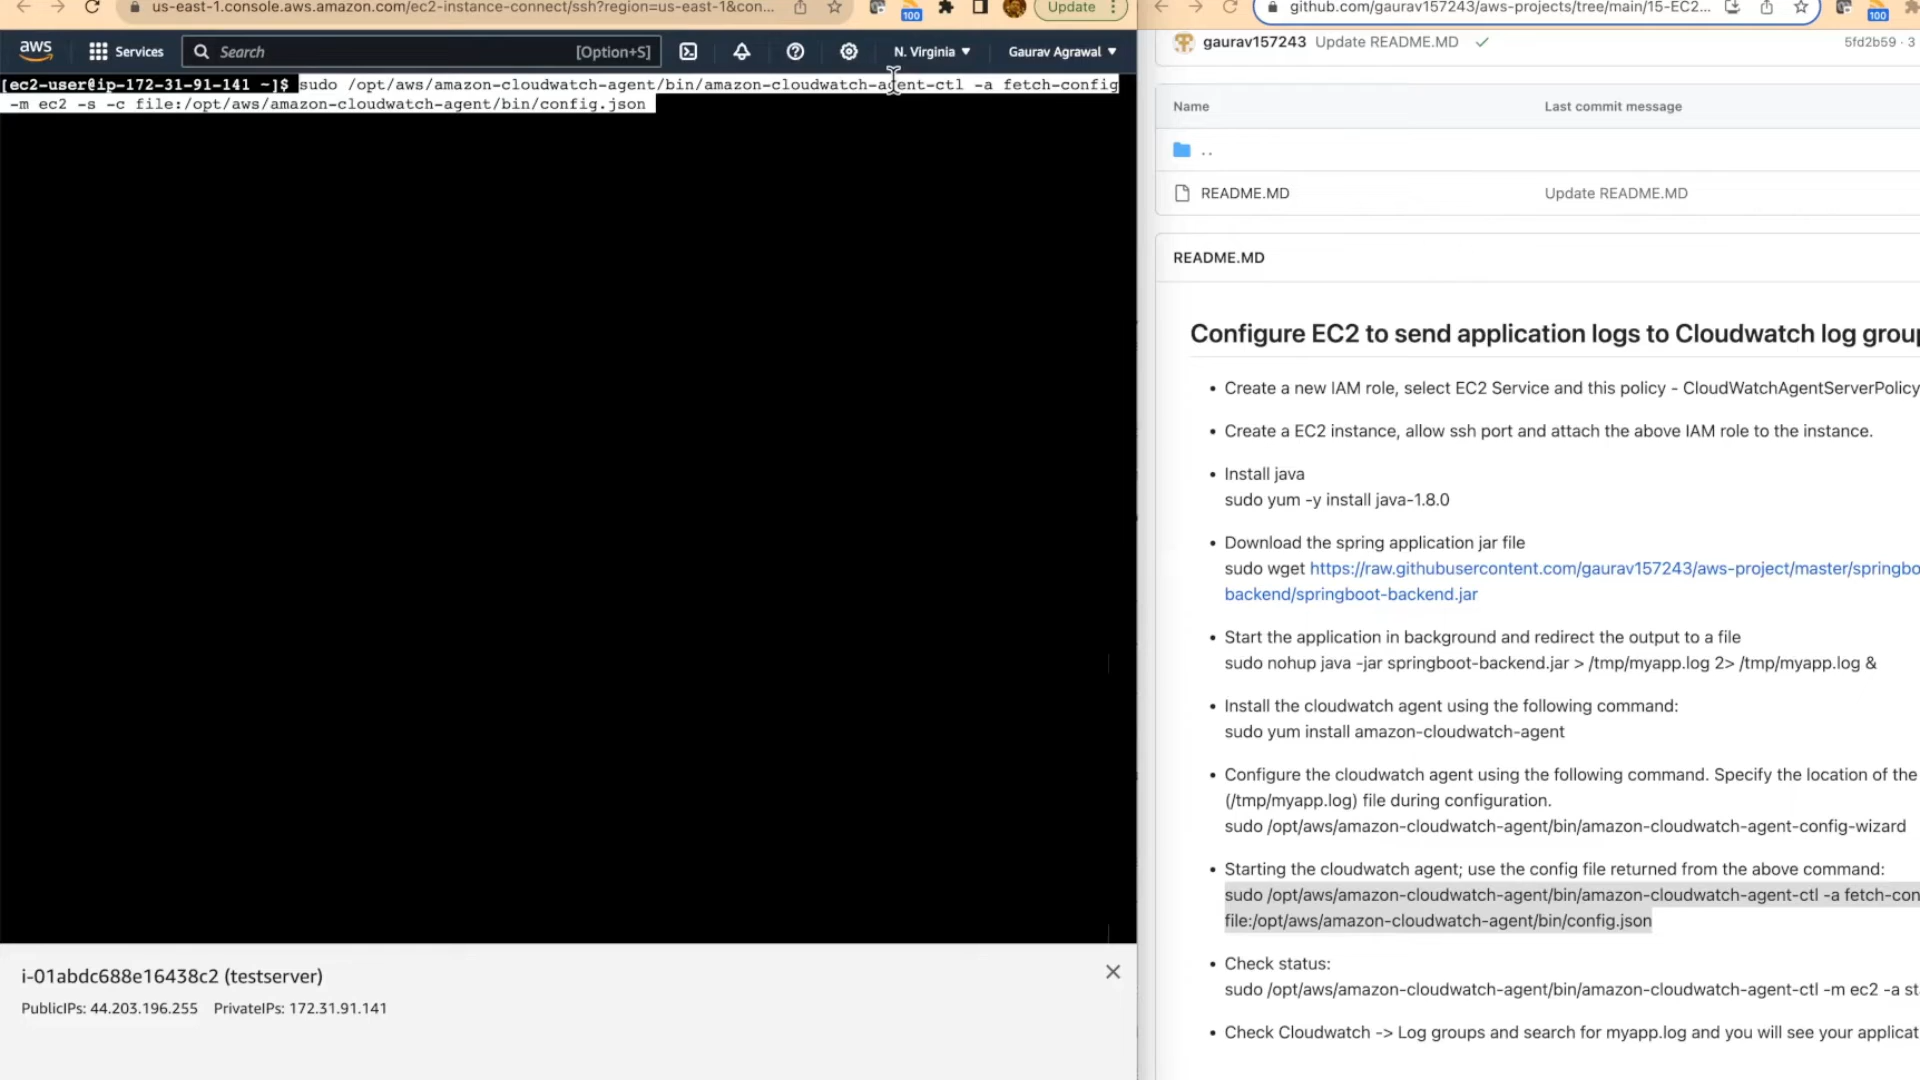 us-east-1.console.aws.amazon.com/ec2-instance-connect/ssh?region=us-east-1&con...
100
Update
aws
Services
Search
[Option+S]
N. Virginia
Gaurav Agrawal
[ec2-user@ip-172-31-91-141 ~]$ sudo /opt/aws/amazon-cloudwatch-agent/bin/amazon-cloudwatch-agent-ctl -a fetch-config
-m ec2 -s -c file:/opt/aws/amazon-cloudwatch-agent/bin/config.json
i-01abdc688e16438c2 (testserver)
PublicIPs: 44.203.196.255 PrivateIPs: 172.31.91.141
github.com/gaurav157243/aws-projects/tree/main/15-EC2...
100
gaurav157243 Update README.MD
5fd2b59 · 3
Name
Last commit message
..
README.MD
Update README.MD
README.MD
Configure EC2 to send application logs to Cloudwatch log group
• Create a new IAM role, select EC2 Service and this policy - CloudWatchAgentServerPolicy
• Create a EC2 instance, allow ssh port and attach the above IAM role to the instance.
• Install java
sudo yum -y install java-1.8.0
• Download the spring application jar file
sudo wget https://raw.githubusercontent.com/gaurav157243/aws-project/master/springbo
backend/springboot-backend.jar
• Start the application in background and redirect the output to a file
sudo nohup java -jar springboot-backend.jar > /tmp/myapp.log 2> /tmp/myapp.log &
• Install the cloudwatch agent using the following command:
sudo yum install amazon-cloudwatch-agent
• Configure the cloudwatch agent using the following command. Specify the location of the
(/tmp/myapp.log) file during configuration.
sudo /opt/aws/amazon-cloudwatch-agent/bin/amazon-cloudwatch-agent-config-wizard
• Starting the cloudwatch agent; use the config file returned from the above command:
sudo /opt/aws/amazon-cloudwatch-agent/bin/amazon-cloudwatch-agent-ctl -a fetch-con
file:/opt/aws/amazon-cloudwatch-agent/bin/config.json
• Check status:
sudo /opt/aws/amazon-cloudwatch-agent/bin/amazon-cloudwatch-agent-ctl -m ec2 -a st
• Check Cloudwatch -> Log groups and search for myapp.log and you will see your applicat